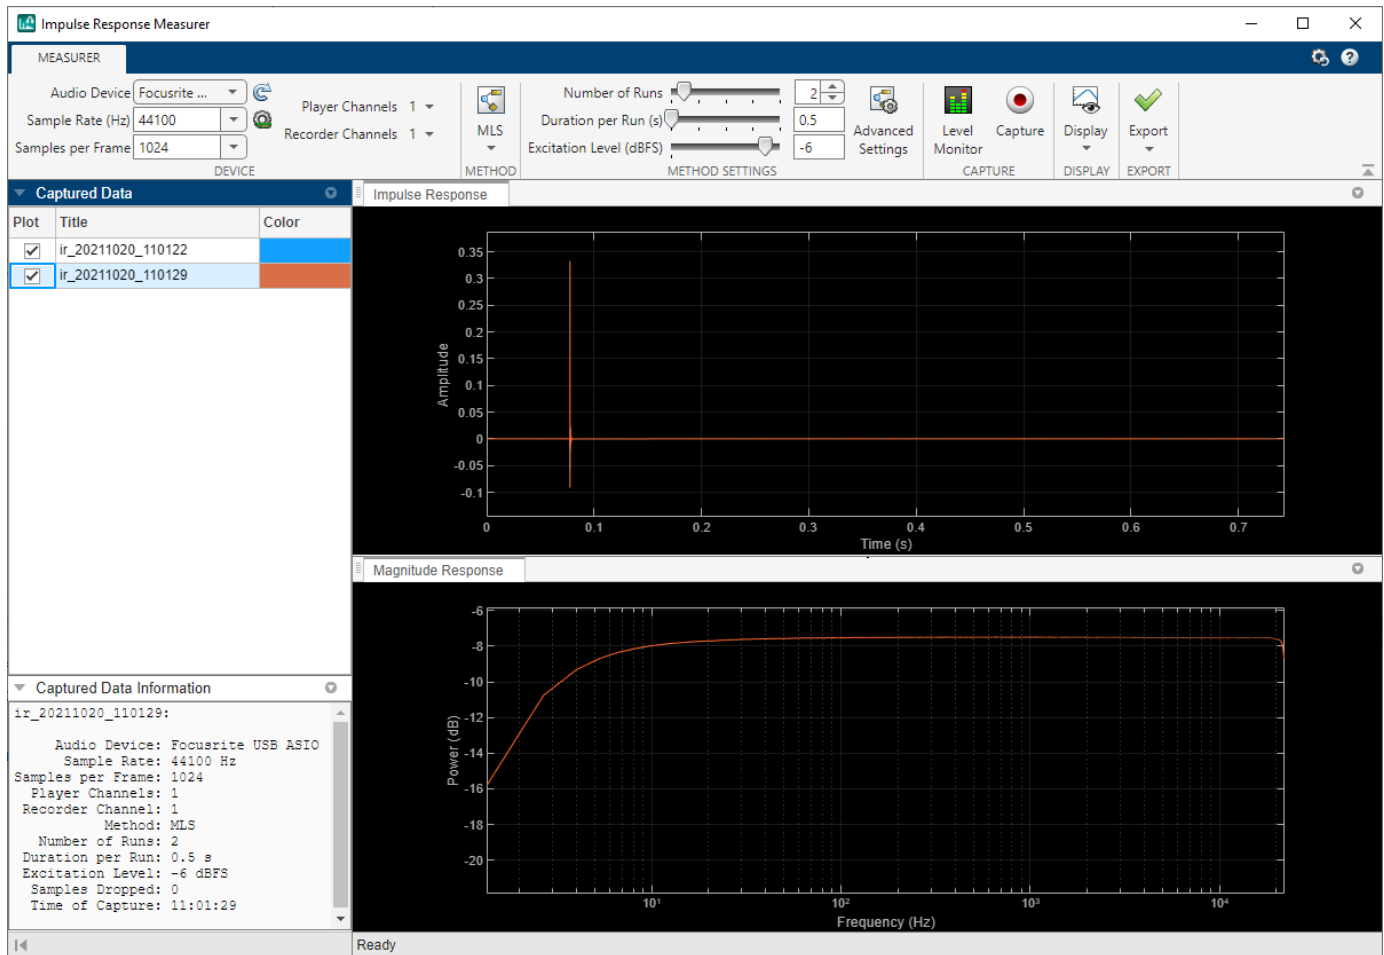 Impulse Response Measurer
MEASURER
Audio Device Focusrite ...
Sample Rate (Hz) 44100
Samples per Frame 1024
Player Channels 1
Recorder Channels 1
DEVICE
MLS
METHOD
Number of Runs 2
Duration per Run (s) 0.5
Excitation Level (dBFS) -6
Advanced
Settings
METHOD SETTINGS
Level
Monitor
Capture
CAPTURE
Display
DISPLAY
Export
EXPORT
Captured Data
Plot Title Color
ir_20211020_110122
ir_20211020_110129
Captured Data Information
ir_20211020_110129:
Audio Device: Focusrite USB ASIO
Sample Rate: 44100 Hz
Samples per Frame: 1024
Player Channels: 1
Recorder Channel: 1
Method: MLS
Number of Runs: 2
Duration per Run: 0.5 s
Excitation Level: -6 dBFS
Samples Dropped: 0
Time of Capture: 11:01:29
Impulse Response
Amplitude
0.35
0.3
0.25
0.2
0.15
0.1
0.05
0
-0.05
-0.1
0 0.1 0.2 0.3 0.4 0.5 0.6 0.7
Time (s)
Magnitude Response
Power (dB)
-6
-8
-10
-12
-14
-16
-18
-20
10¹ 10² 10³ 10⁴
Frequency (Hz)
Ready